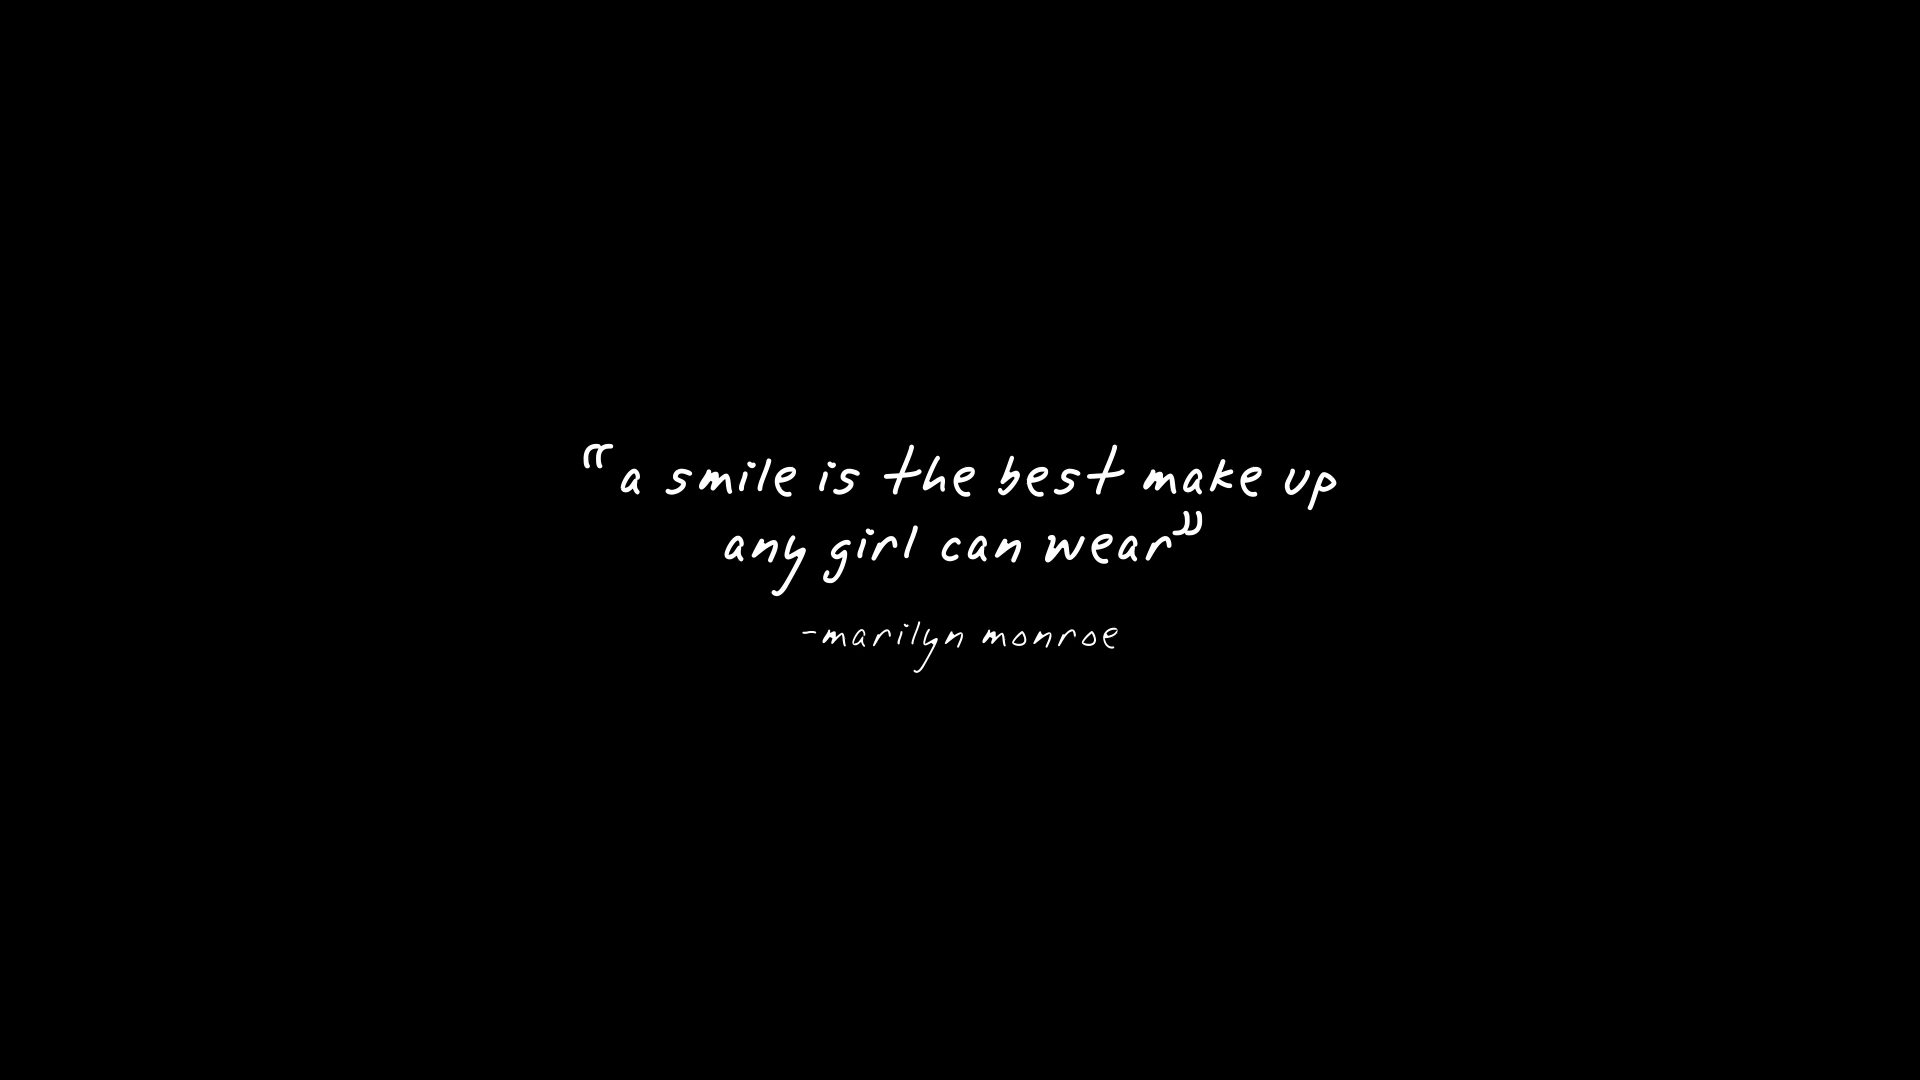 “a smile is the best make up
any girl can wear”
-marilyn monroe